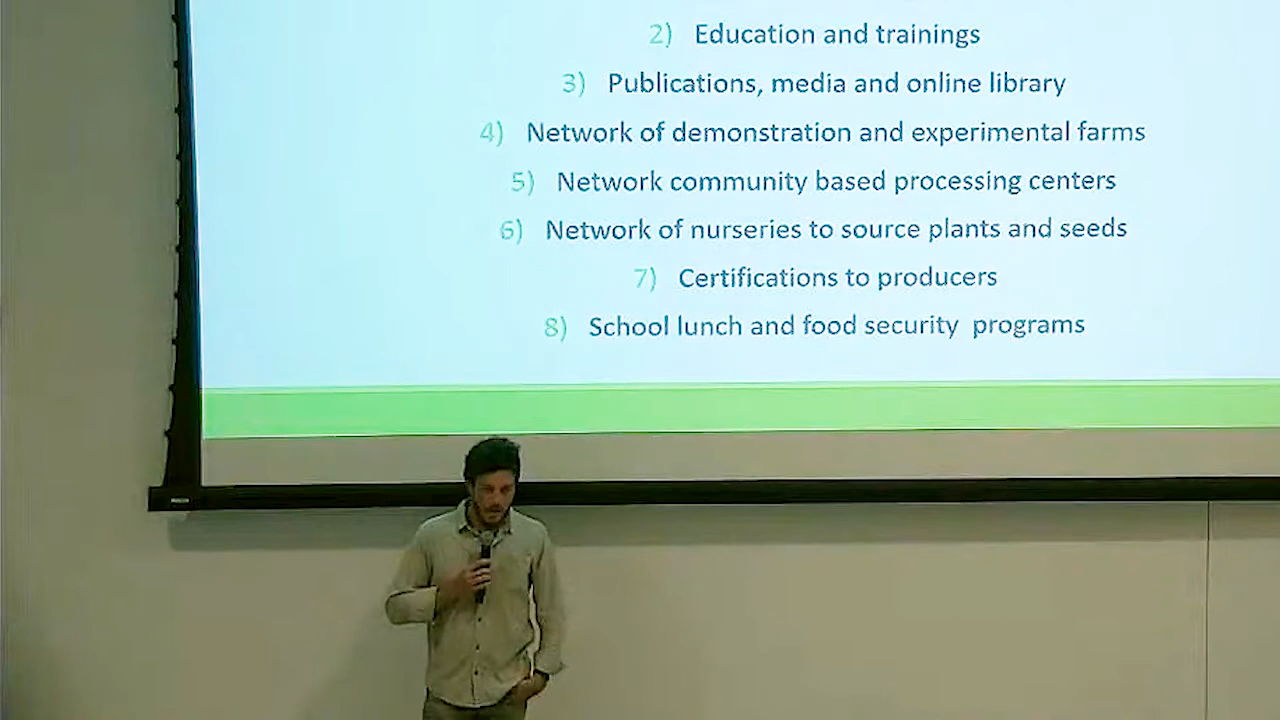 2) Education and trainings
3) Publications, media and online library
4) Network of demonstration and experimental farms
5) Network community based processing centers
6) Network of nurseries to source plants and seeds
7) Certifications to producers
8) School lunch and food security programs